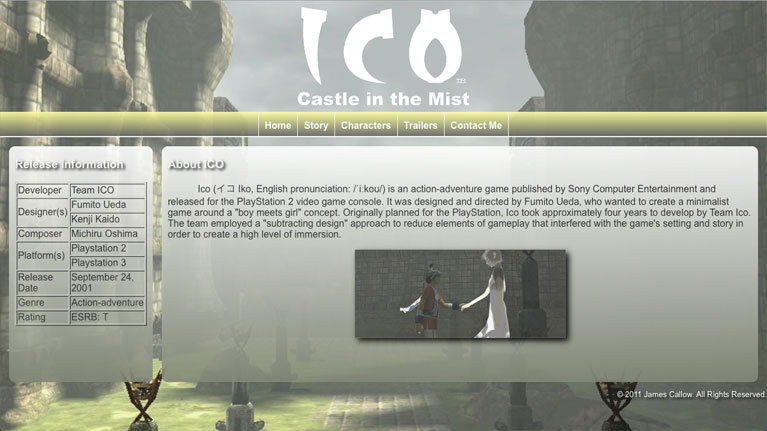 ICO™
Castle in the Mist
Home Story Characters Trailers Contact Me
Release Information
Developer Team ICO
Designer(s) Fumito Ueda
Kenji Kaido
Composer Michiru Oshima
Platform(s) Playstation 2
Playstation 3
Release Date September 24, 2001
Genre Action-adventure
Rating ESRB: T
About ICO
Ico (イコ Iko, English pronunciation: /ˈiːkoʊ/) is an action-adventure game published by Sony Computer Entertainment and
released for the PlayStation 2 video game console. It was designed and directed by Fumito Ueda, who wanted to create a minimalist
game around a "boy meets girl" concept. Originally planned for the PlayStation, Ico took approximately four years to develop by Team Ico.
The team employed a "subtracting design" approach to reduce elements of gameplay that interfered with the game's setting and story in
order to create a high level of immersion.
© 2011 James Callow. All Rights Reserved.